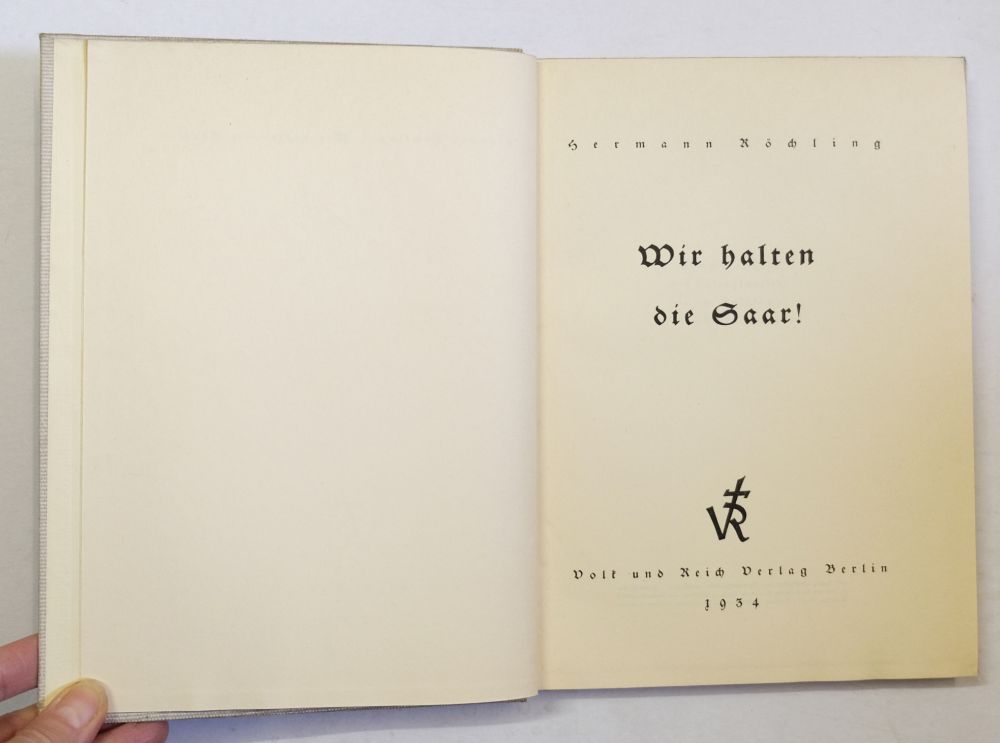 Hermann Röchling
Wir halten
die Saar!
VR
Volk und Reich Verlag Berlin
1934